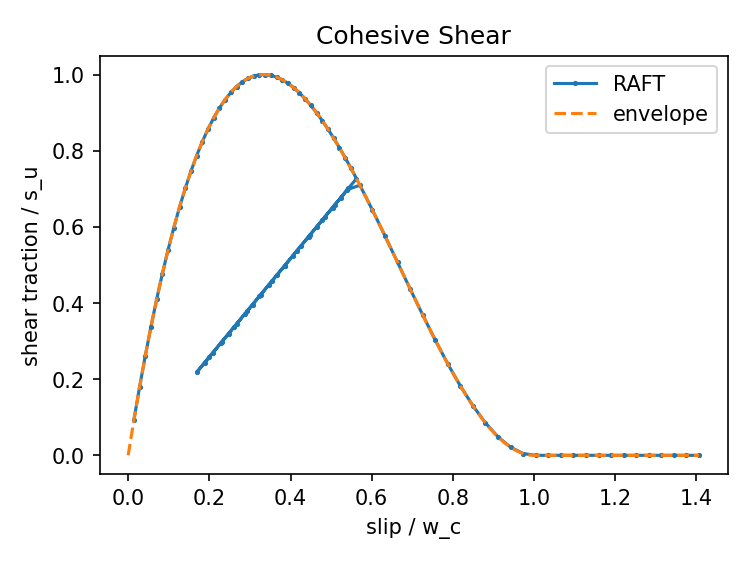 Cohesive Shear
RAFT
envelope
shear traction / s_u
1.0
0.8
0.6
0.4
0.2
0.0
0.0 0.2 0.4 0.6 0.8 1.0 1.2 1.4
slip / w_c